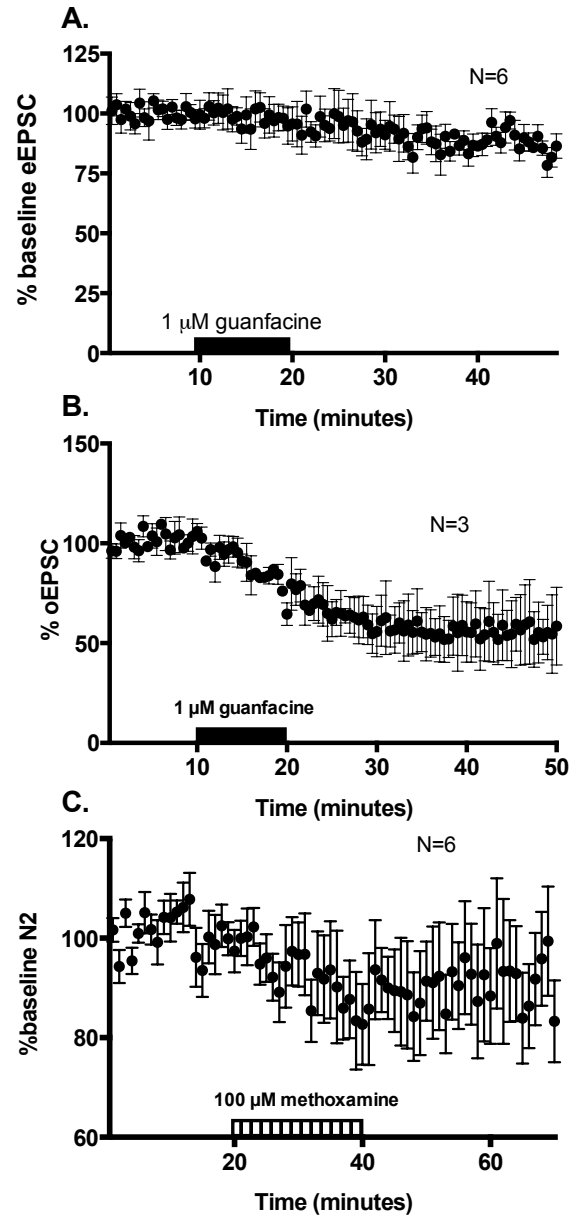 A.
125
N=6
100
75
50
25
1 μM guanfacine
0
10 20 30 40
Time (minutes)
% baseline eEPSC
B.
150
N=3
100
50
1 μM guanfacine
0
10 20 30 40 50
Time (minutes)
% oEPSC
C.
120
N=6
100
80
100 μM methoxamine
60
20 40 60
Time (minutes)
%baseline N2